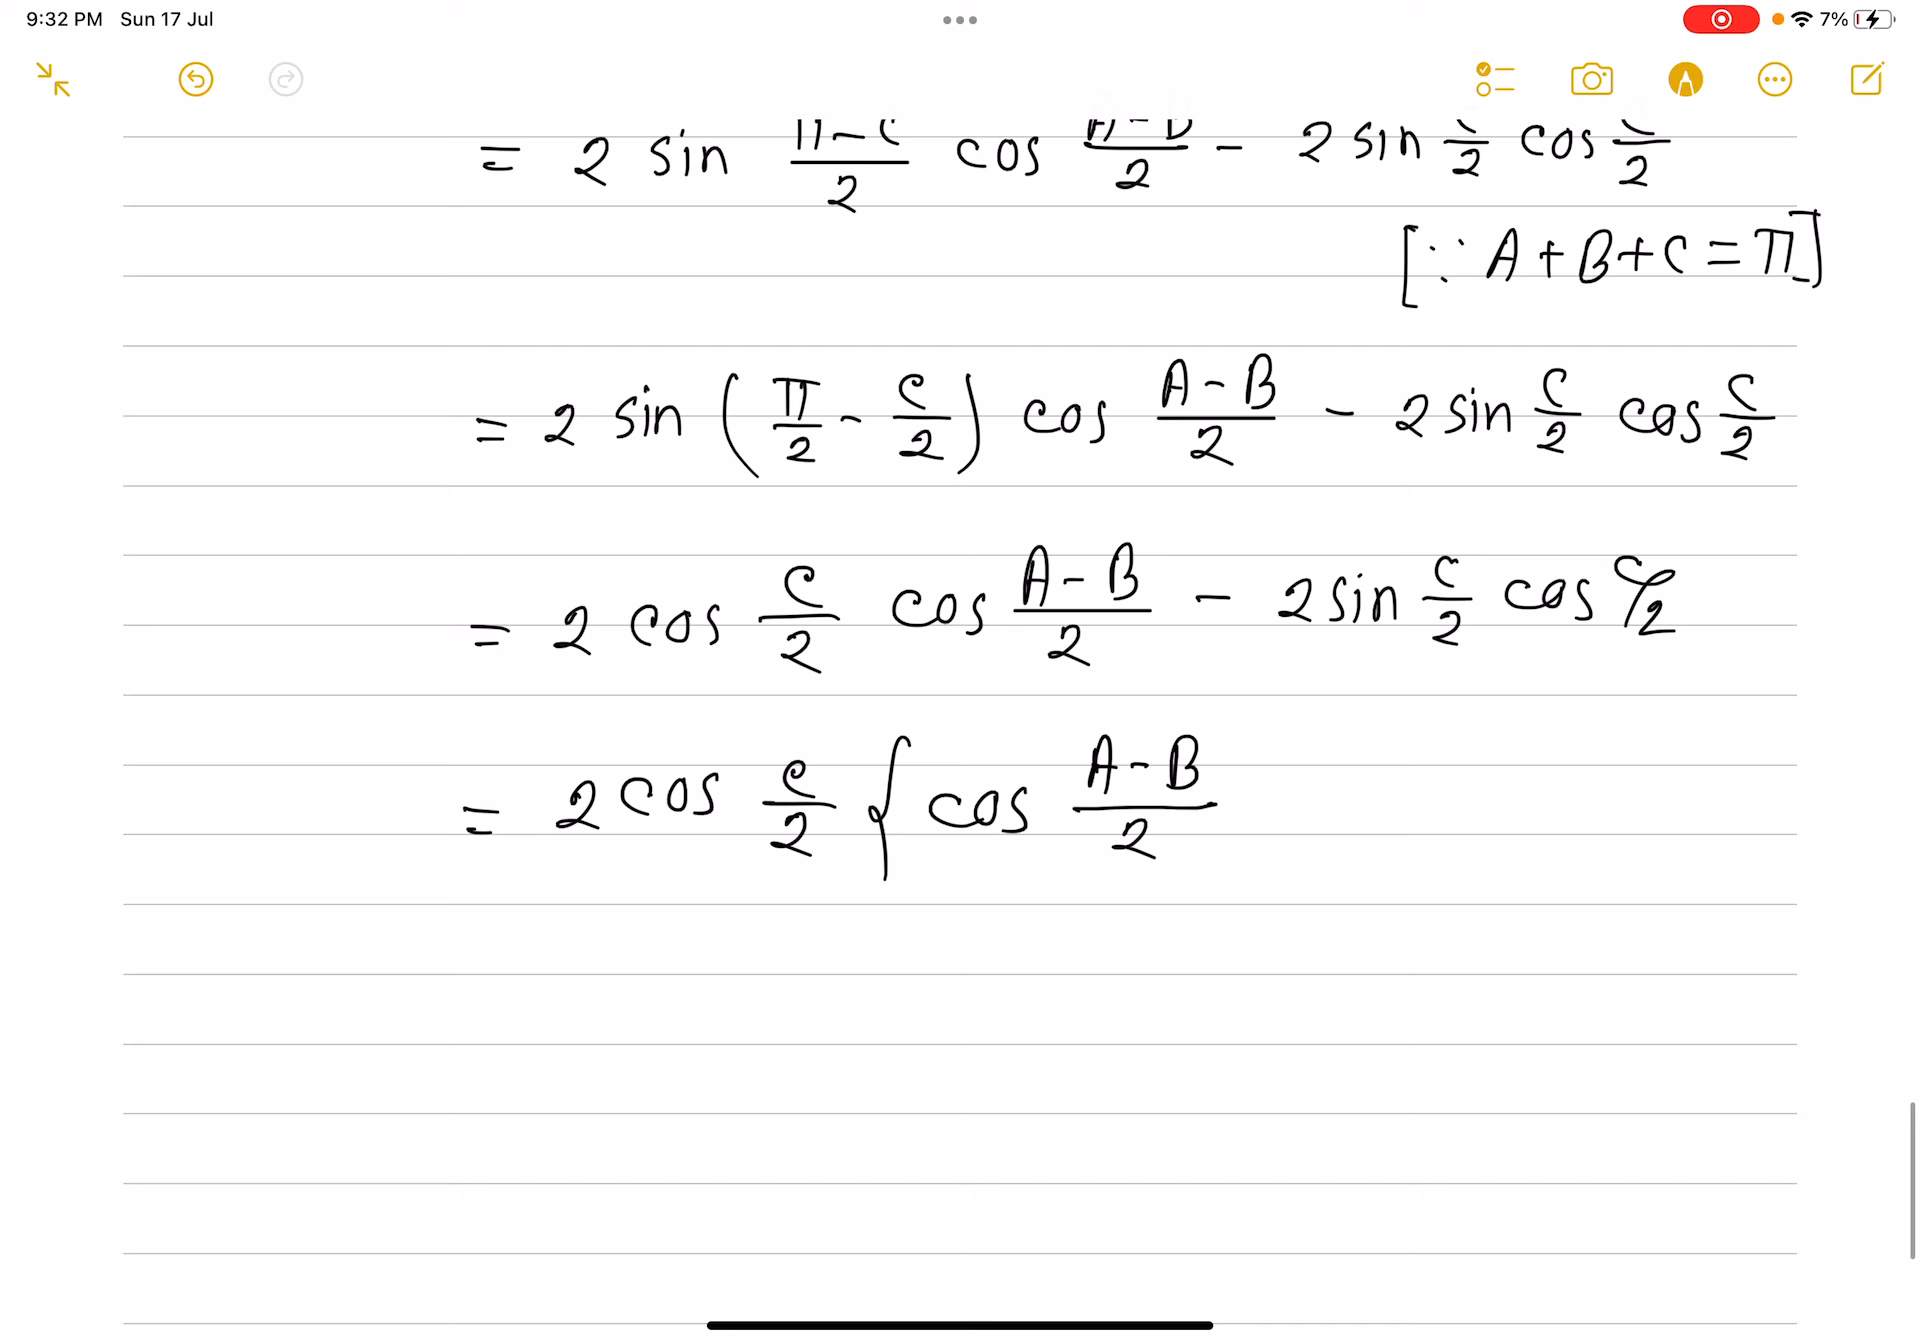 9:32 PM Sun 17 Jul 7%
= 2 sin (π-C)/2 cos (A-B)/2 - 2 sin C/2 cos C/2
[∵ A+B+C=π]
= 2 sin (π/2 - C/2) cos (A-B)/2 - 2 sin C/2 cos C/2
= 2 cos C/2 cos (A-B)/2 - 2 sin C/2 cos C/2
= 2 cos C/2 { cos (A-B)/2